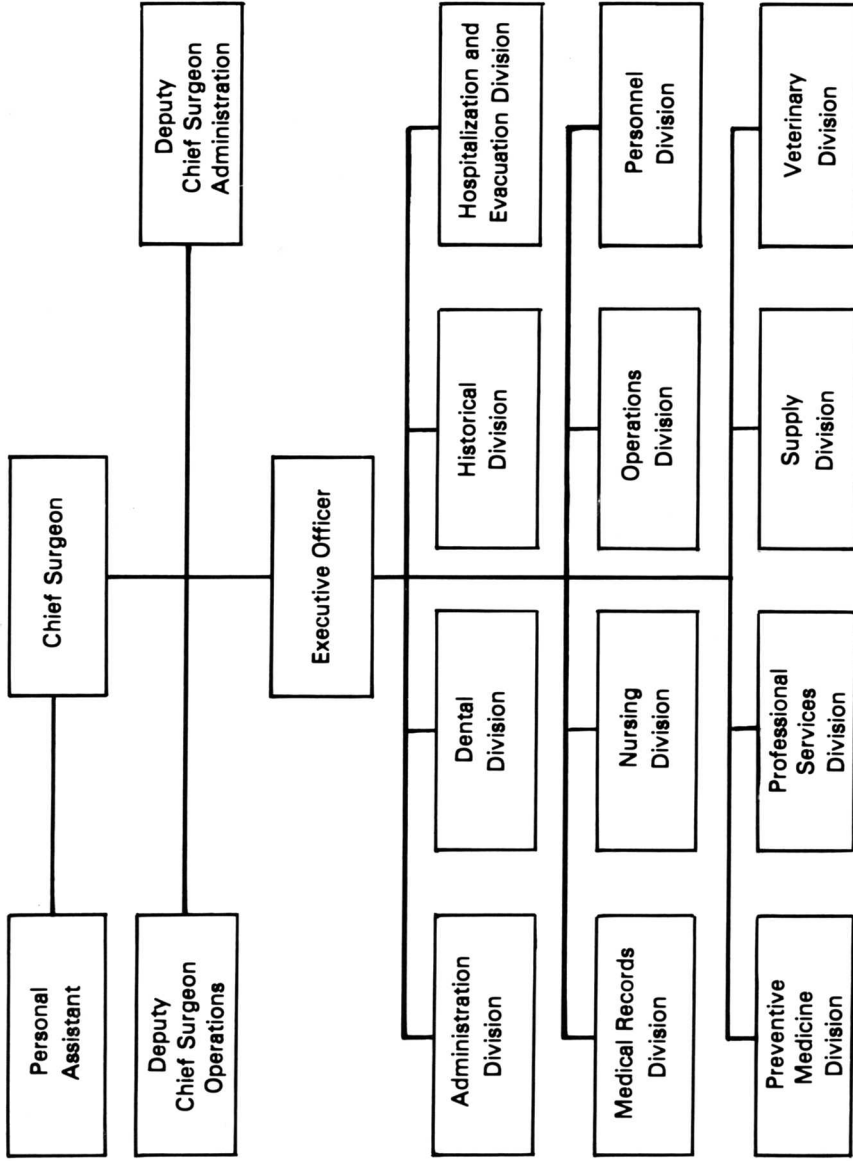 Chief Surgeon
Personal
Assistant
Deputy
Chief Surgeon
Operations
Deputy
Chief Surgeon
Administration
Executive Officer
Administration
Division
Dental
Division
Historical
Division
Hospitalization and
Evacuation Division
Medical Records
Division
Nursing
Division
Operations
Division
Personnel
Division
Preventive
Medicine
Division
Professional
Services
Division
Supply
Division
Veterinary
Division